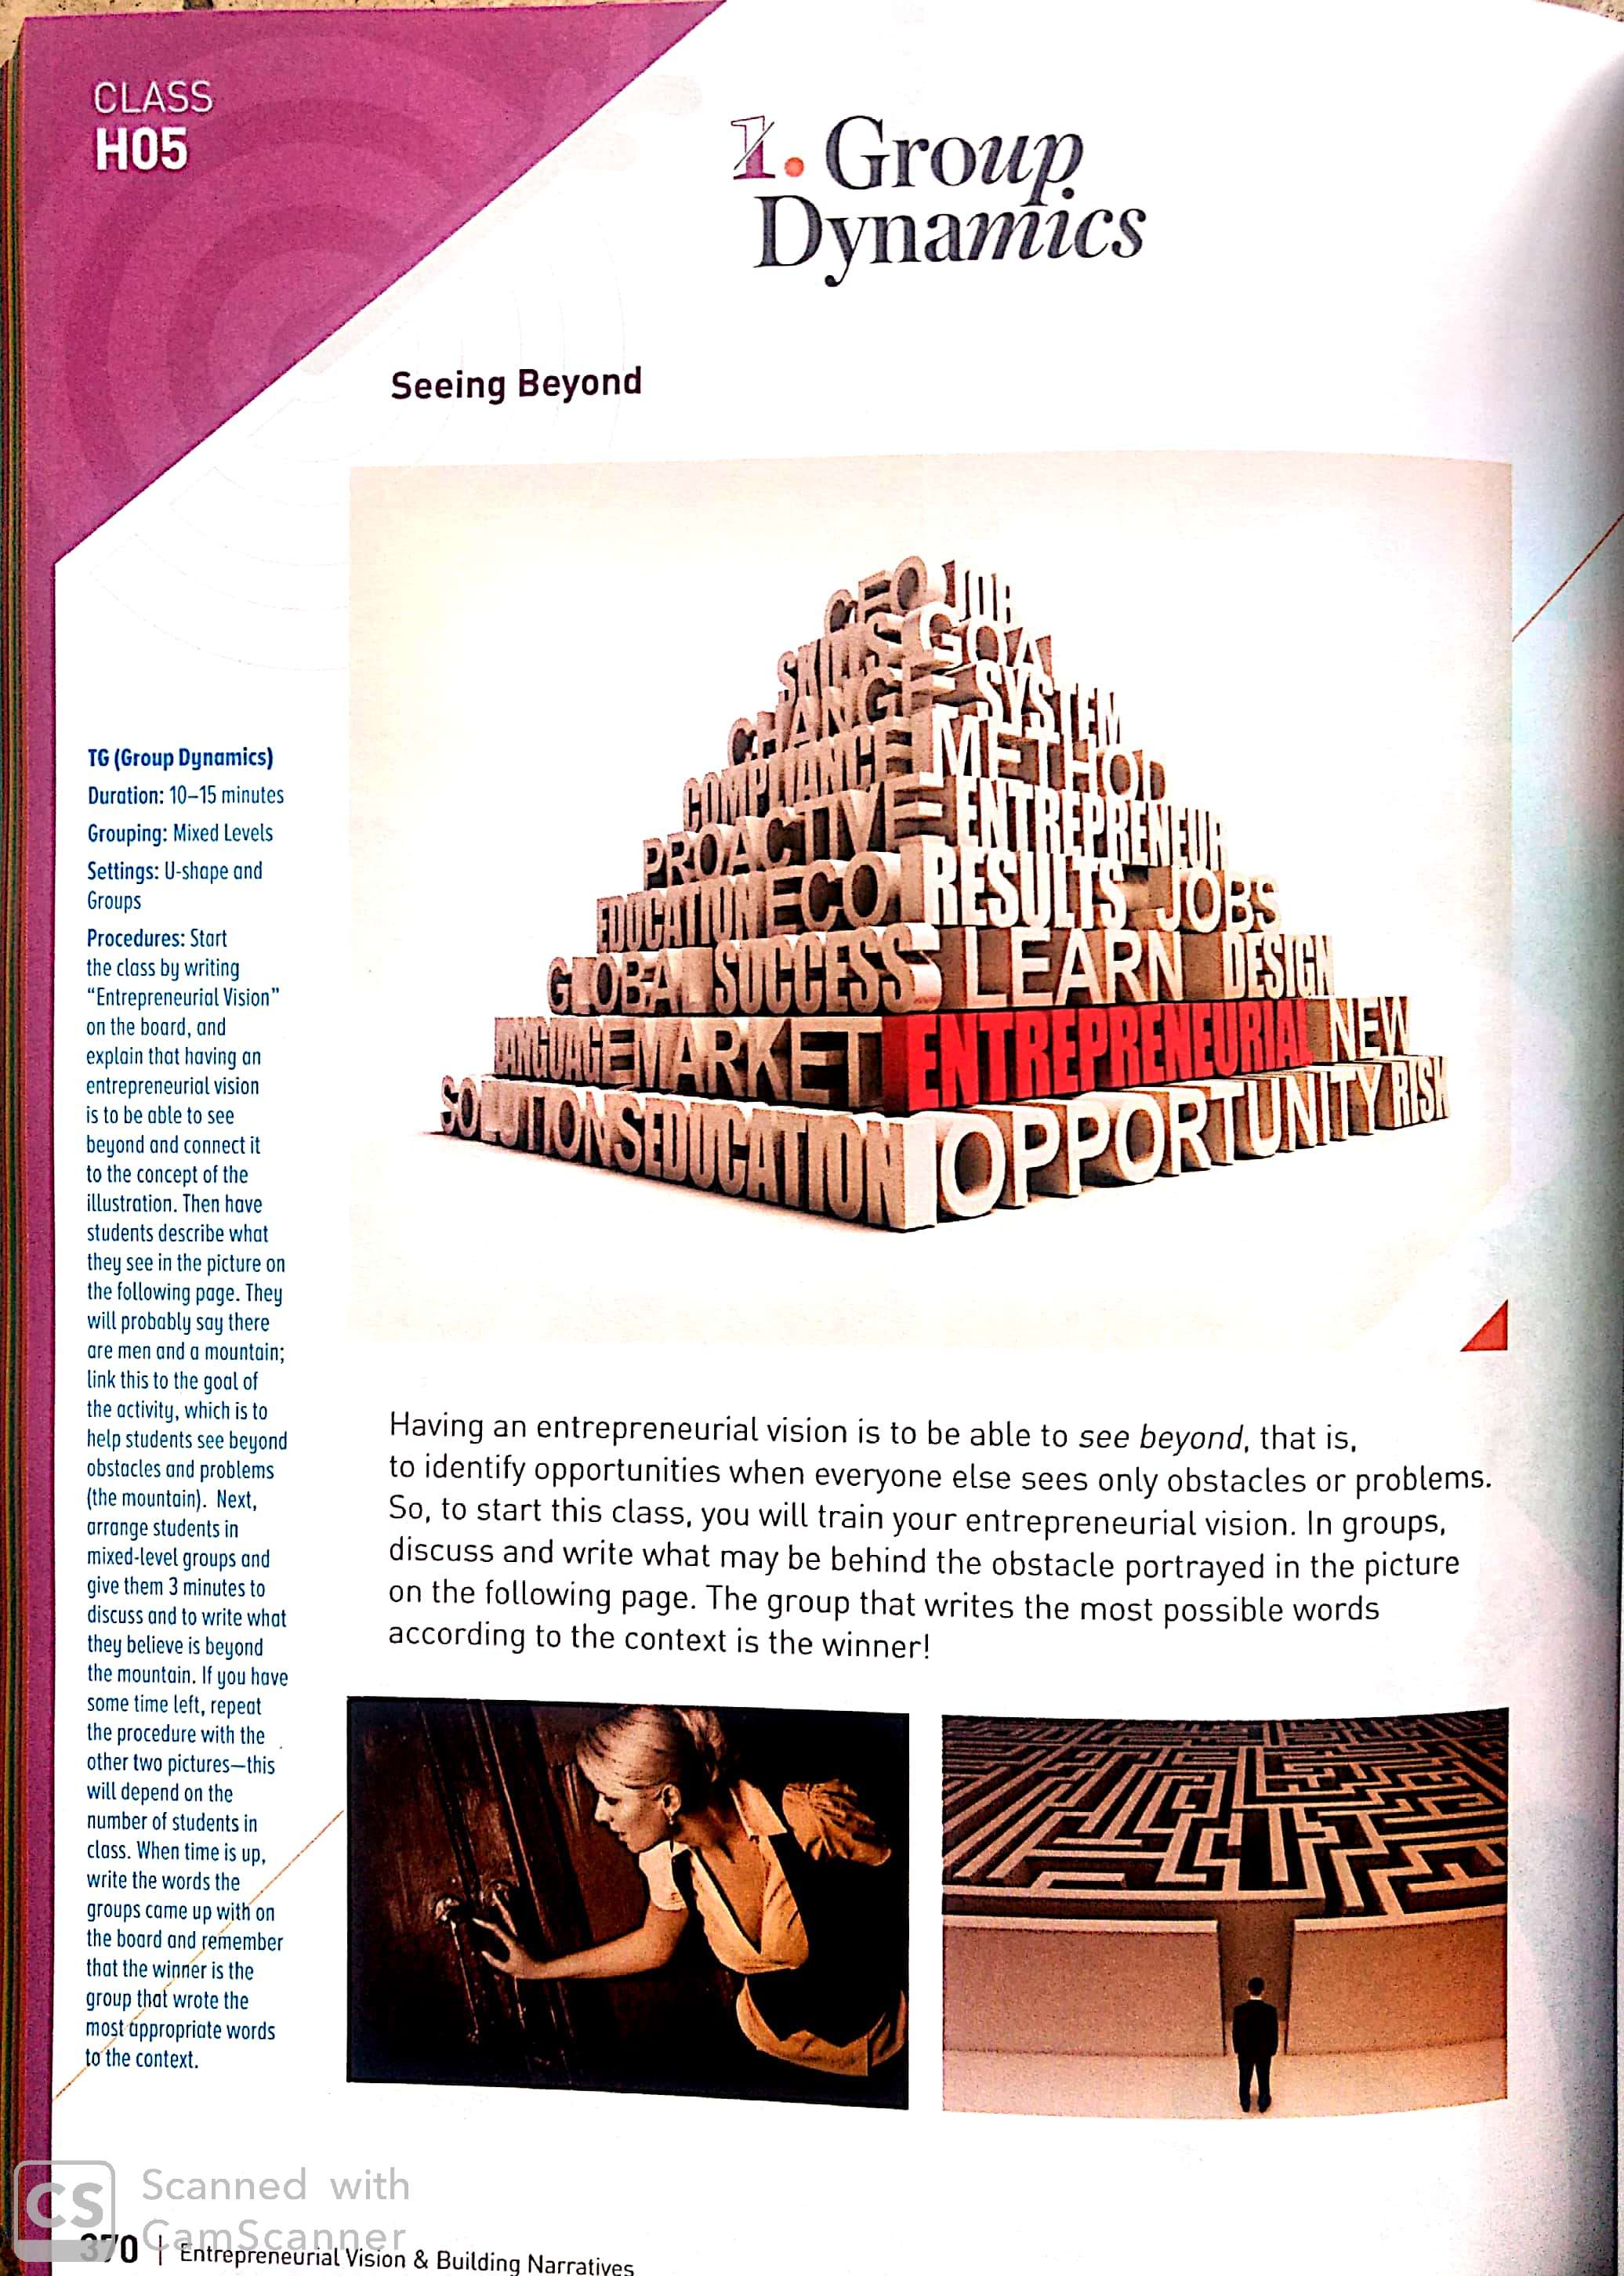 CLASS
H05
1. Group
Dynamics
Seeing Beyond
CEO JOB
SKILLS GOAL
CHANGE SYSTEM
COMPLIANCE METHOD
PROACTIVE ENTREPRENEUR
EDUCATION ECO RESULTS JOBS
GLOBAL SUCCESS LEARN DESIGN
LANGUAGE MARKET ENTREPRENEURIAL NEW
SOLUTIONS EDUCATION OPPORTUNITY RISK
TG (Group Dynamics)
Duration: 10–15 minutes
Grouping: Mixed Levels
Settings: U-shape and
Groups
Procedures: Start
the class by writing
“Entrepreneurial Vision”
on the board, and
explain that having an
entrepreneurial vision
is to be able to see
beyond and connect it
to the concept of the
illustration. Then have
students describe what
they see in the picture on
the following page. They
will probably say there
are men and a mountain;
link this to the goal of
the activity, which is to
help students see beyond
obstacles and problems
(the mountain). Next,
arrange students in
mixed-level groups and
give them 3 minutes to
discuss and to write what
they believe is beyond
the mountain. If you have
some time left, repeat
the procedure with the
other two pictures—this
will depend on the
number of students in
class. When time is up,
write the words the
groups came up with on
the board and remember
that the winner is the
group that wrote the
most appropriate words
to the context.
Having an entrepreneurial vision is to be able to see beyond, that is,
to identify opportunities when everyone else sees only obstacles or problems.
So, to start this class, you will train your entrepreneurial vision. In groups,
discuss and write what may be behind the obstacle portrayed in the picture
on the following page. The group that writes the most possible words
according to the context is the winner!
CS Scanned with
CamScanner
370 | Entrepreneurial Vision & Building Narratives